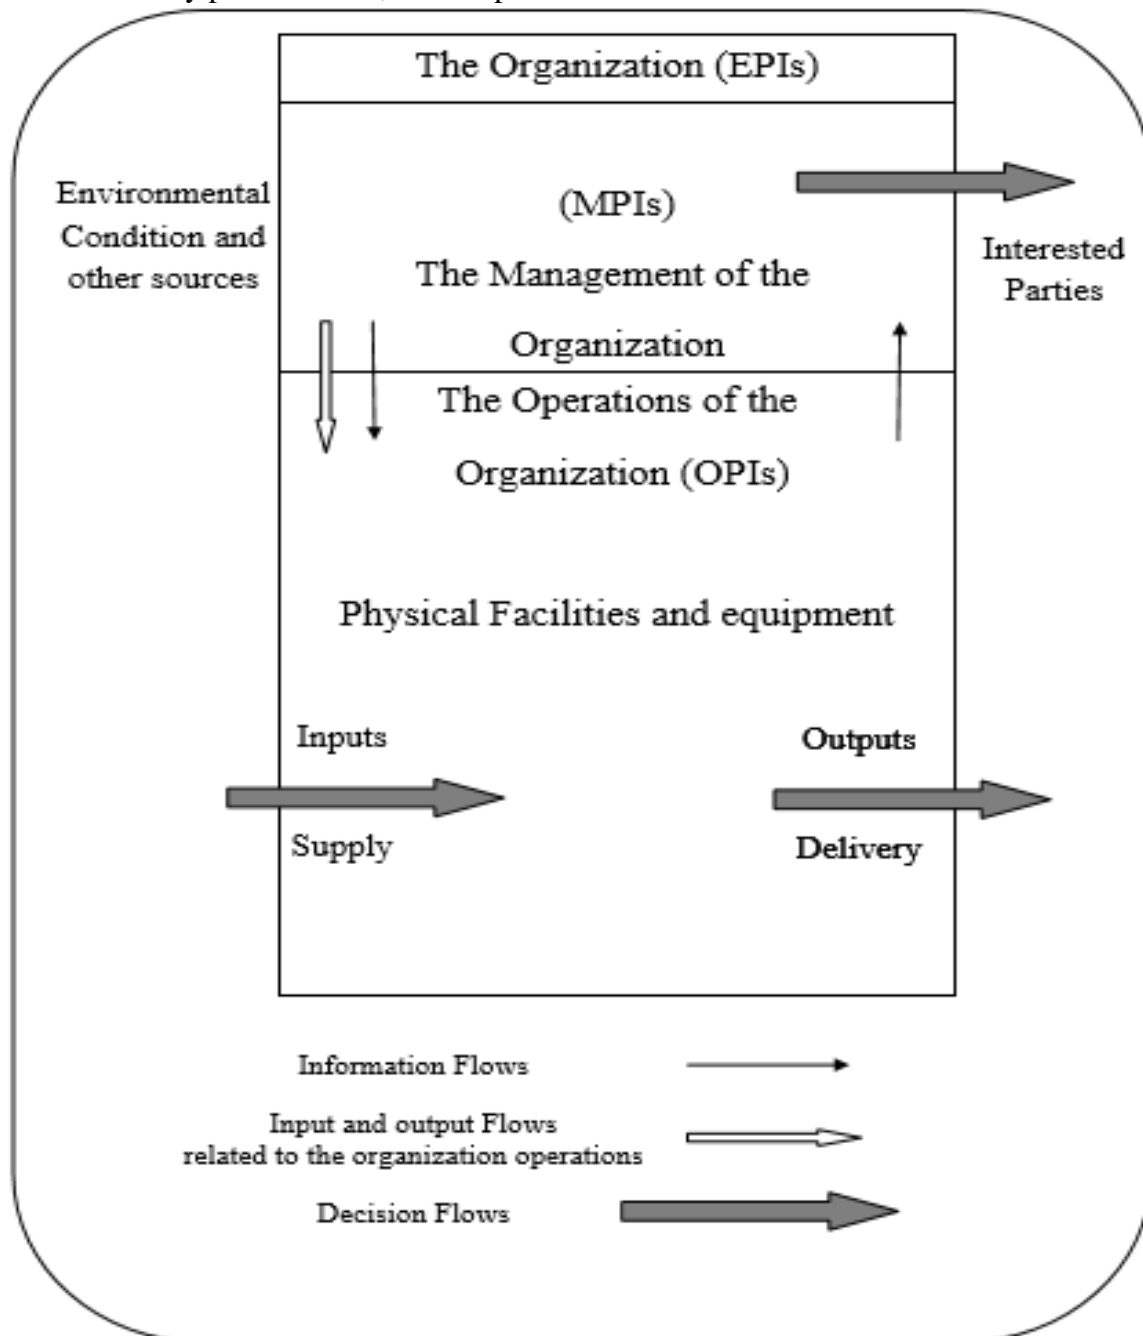 The Organization (EPIs)
Environmental
Condition and
other sources
(MPIs)
The Management of the
Organization
Interested
Parties
The Operations of the
Organization (OPIs)
Physical Facilities and equipment
Inputs
Outputs
Supply
Delivery
Information Flows
Input and output Flows
related to the organization operations
Decision Flows